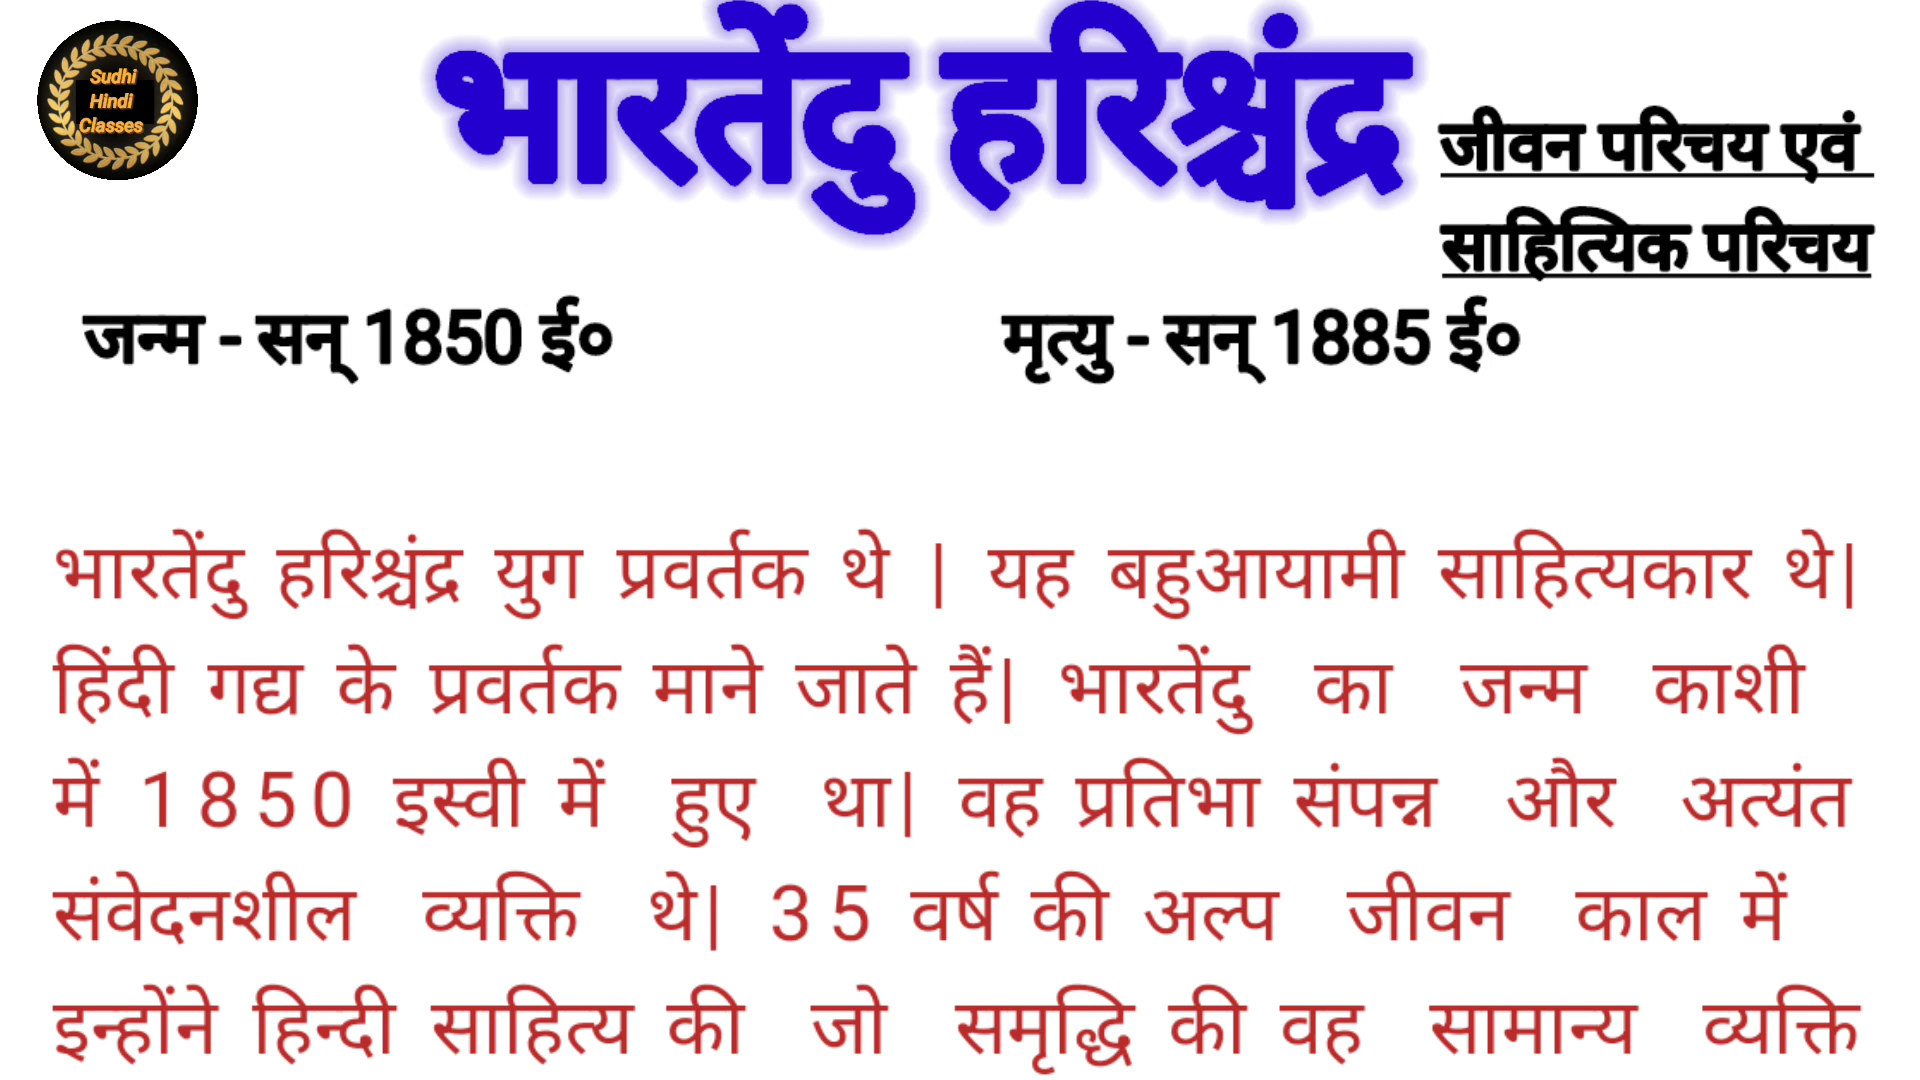 Sudhi
Hindi
Classes
भारतेंदु हरिश्चंद्र
जीवन परिचय एवं
साहित्यिक परिचय
जन्म - सन् 1850 ई० मृत्यु - सन् 1885 ई०
भारतेंदु हरिश्चंद्र युग प्रवर्तक थे | यह बहुआयामी साहित्यकार थे|
हिंदी गद्य के प्रवर्तक माने जाते हैं| भारतेंदु का जन्म काशी
में 1850 इस्वी में हुए था| वह प्रतिभा संपन्न और अत्यंत
संवेदनशील व्यक्ति थे| 35 वर्ष की अल्प जीवन काल में
इन्होंने हिन्दी साहित्य की जो समृद्धि की वह सामान्य व्यक्ति